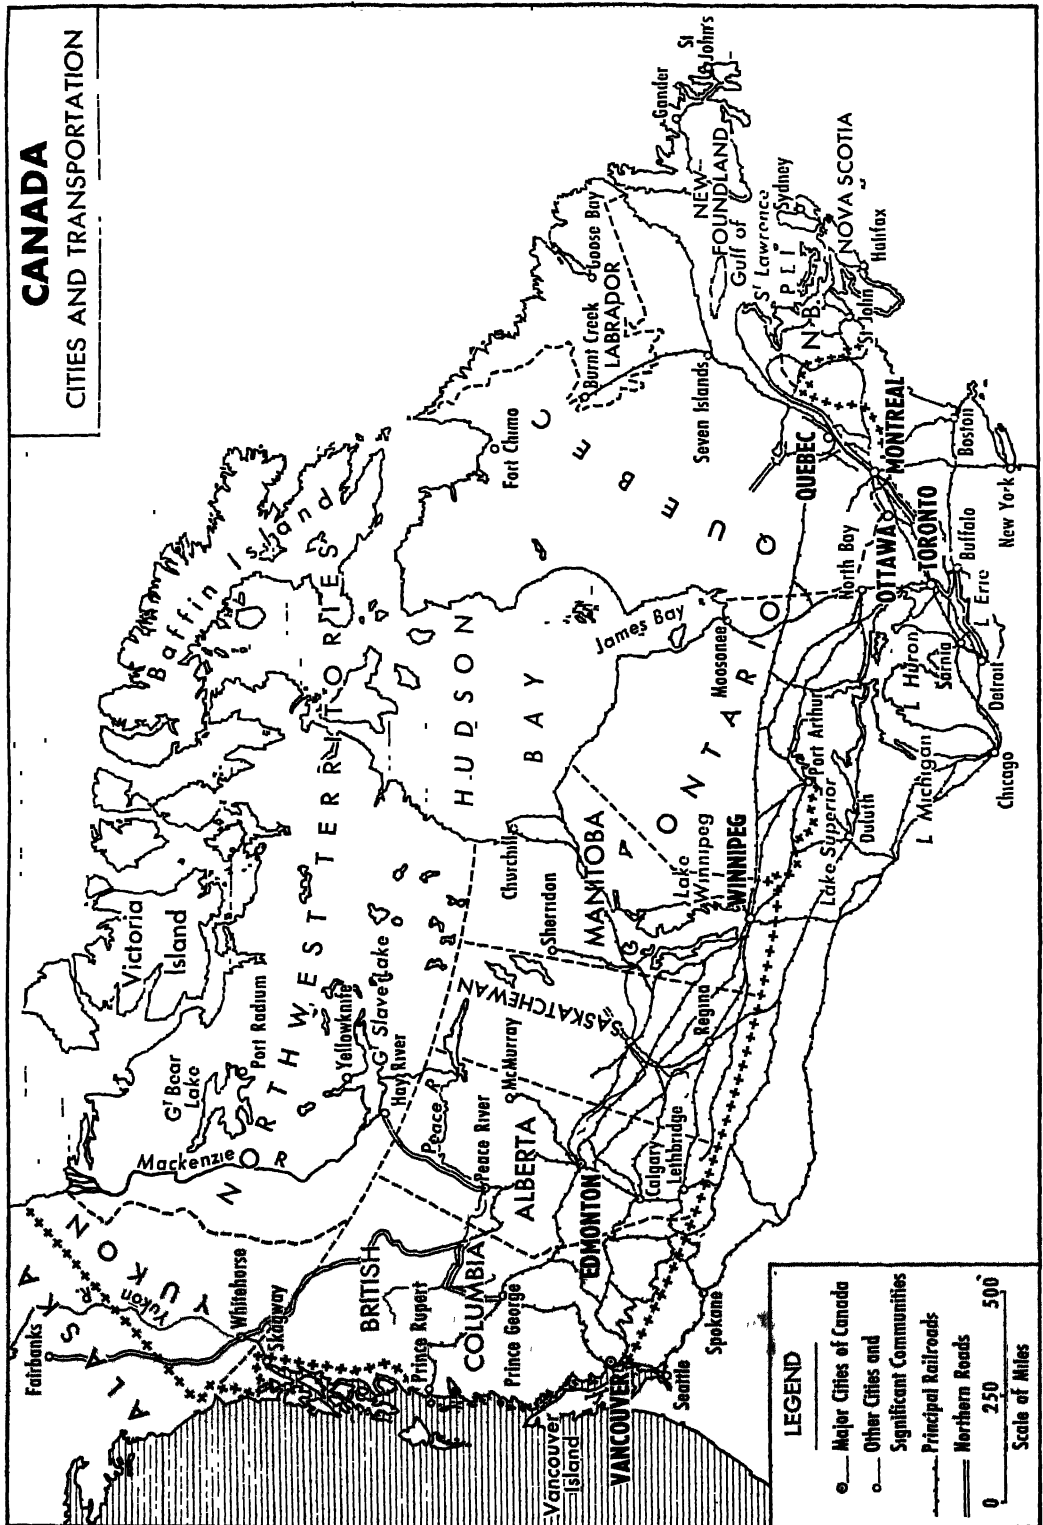 CANADA
CITIES AND TRANSPORTATION
ALASKA
Fairbanks
Yukon R
YUKON
Whitehorse
Skagway
Mackenzie R
Gᵗ Bear
Lake
Port Radium
Victoria
Island
Baffin Island
NORTHWEST TERRITORIES
Yellowknife
Gᵗ Slave Lake
Hay River
BRITISH
COLUMBIA
Prince Rupert
Prince George
Vancouver
Island
VANCOUVER
Peace R
Peace River
McMurray
ALBERTA
EDMONTON
Calgary
Lethbridge
SASKATCHEWAN
Regina
MANITOBA
Churchill
Sherridon
Lake
Winnipeg
WINNIPEG
HUDSON
BAY
James Bay
Moosonee
ONTARIO
Port Arthur
Lake Superior
Duluth
L Michigan
L Huron
Sarnia
L Erie
Chicago
Detroit
Buffalo
North Bay
OTTAWA
TORONTO
QUEBEC
Fort Chimo
Burnt Creek
LABRADOR
Goose Bay
Seven Islands
QUEBEC
MONTREAL
Boston
New York
NEW-
FOUNDLAND
Gander
St
John's
Gulf of
Sᵗ Lawrence
P E I
Sydney
N B
St John
NOVA SCOTIA
Halifax
Seattle
Spokane
LEGEND
Major Cities of Canada
Other Cities and
Significant Communities
Principal Railroads
Northern Roads
0 250 500
Scale of Miles